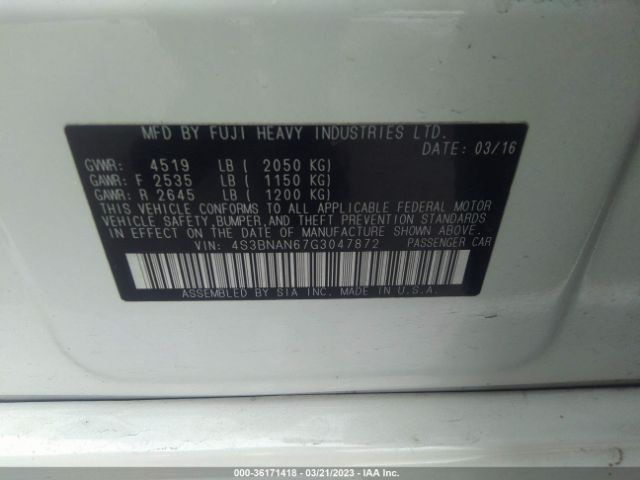 MFD BY FUJI HEAVY INDUSTRIES LTD.
DATE: 03/16
GVWR: 4519 LB ( 2050 KG)
GAWR: F 2535 LB ( 1150 KG)
GAWR: R 2645 LB ( 1200 KG)
THIS VEHICLE CONFORMS TO ALL APPLICABLE FEDERAL MOTOR
VEHICLE SAFETY, BUMPER, AND THEFT PREVENTION STANDARDS
IN EFFECT ON THE DATE OF MANUFACTURE SHOWN ABOVE.
VIN: 4S3BNAN67G3047872 PASSENGER CAR
ASSEMBLED BY SIA INC. MADE IN U.S.A.
000-36171418 - 03/21/2023 - IAAI.COM